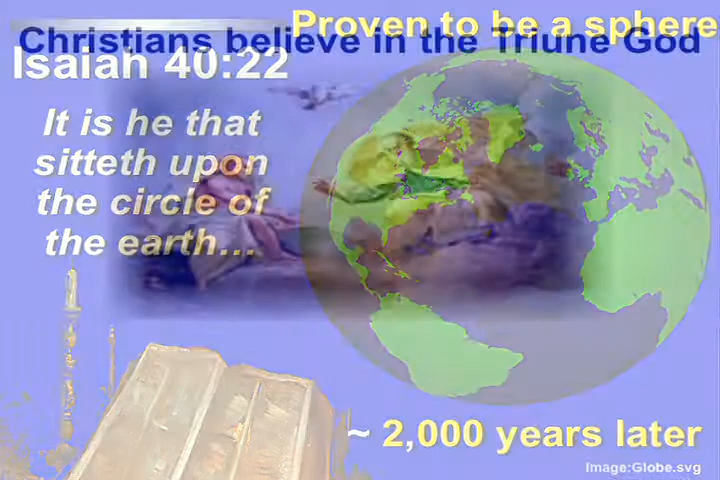 Proven to be a sphere
Christians believe in the Triune God
Isaiah 40:22
It is he that
sitteth upon
the circle of
the earth...
~ 2,000 years later
Image:Globe.svg